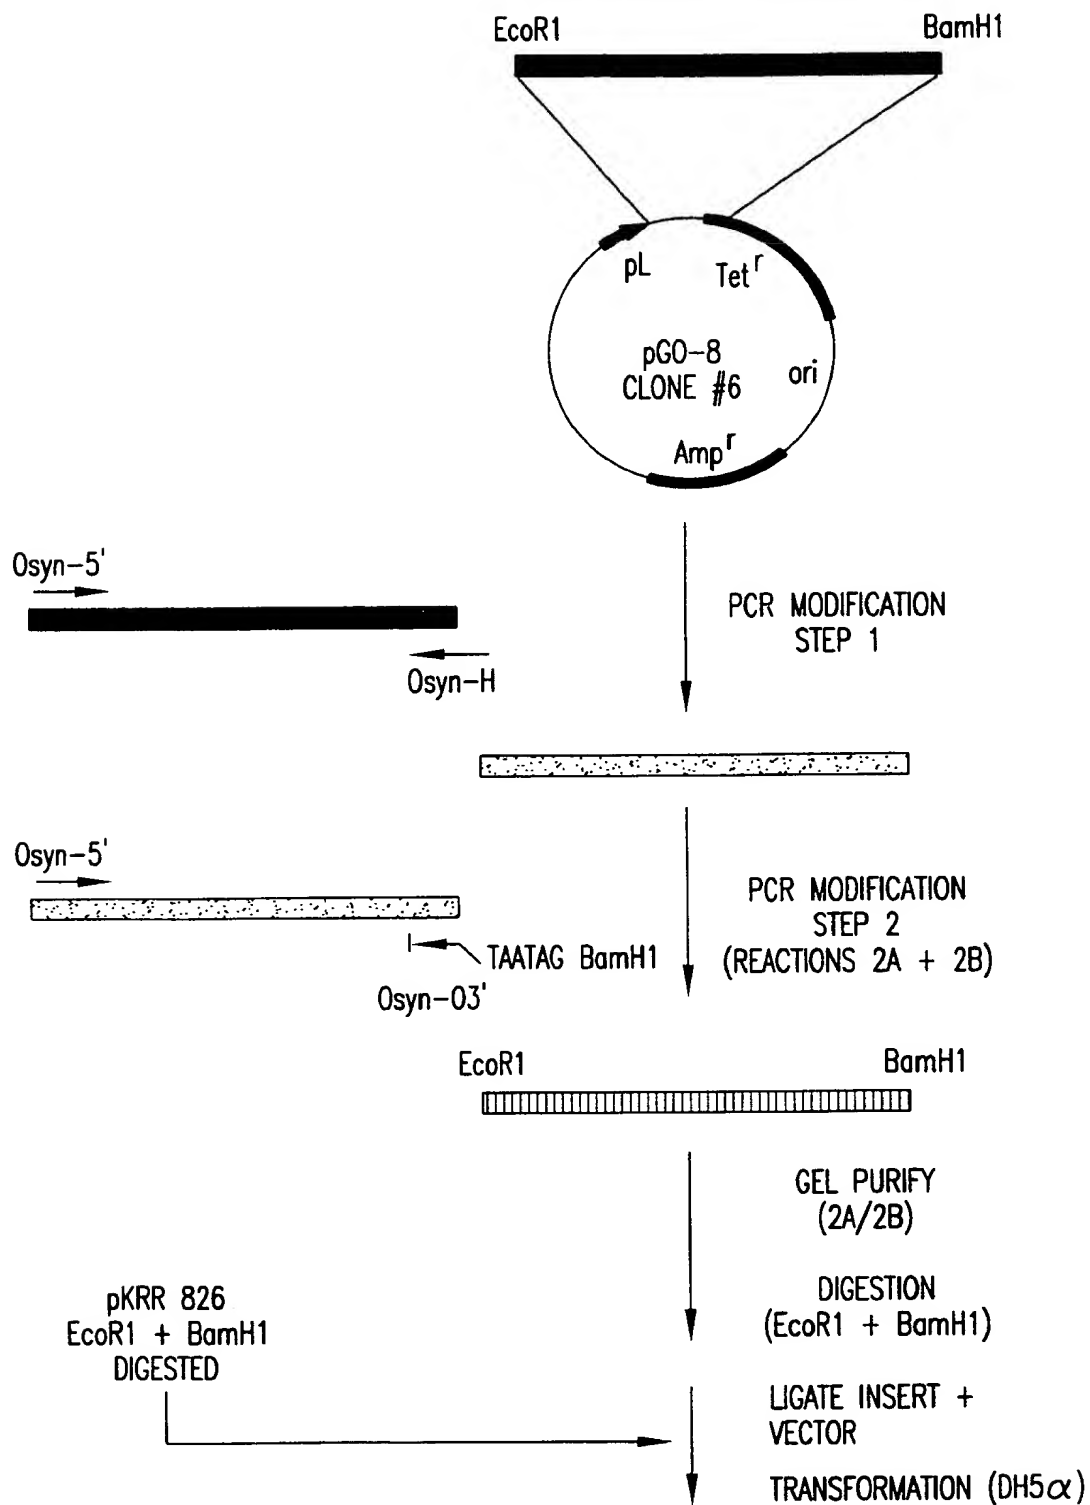 EcoR1
BamH1
pL
Tet r
pGO-8
CLONE #6
ori
Amp r
Osyn-5'
Osyn-H
PCR MODIFICATION
STEP 1
Osyn-5'
TAATAG BamH1
Osyn-O3'
PCR MODIFICATION
STEP 2
(REACTIONS 2A + 2B)
EcoR1
BamH1
GEL PURIFY
(2A/2B)
DIGESTION
(EcoR1 + BamH1)
pKRR 826
EcoR1 + BamH1
DIGESTED
LIGATE INSERT +
VECTOR
TRANSFORMATION (DH5α)